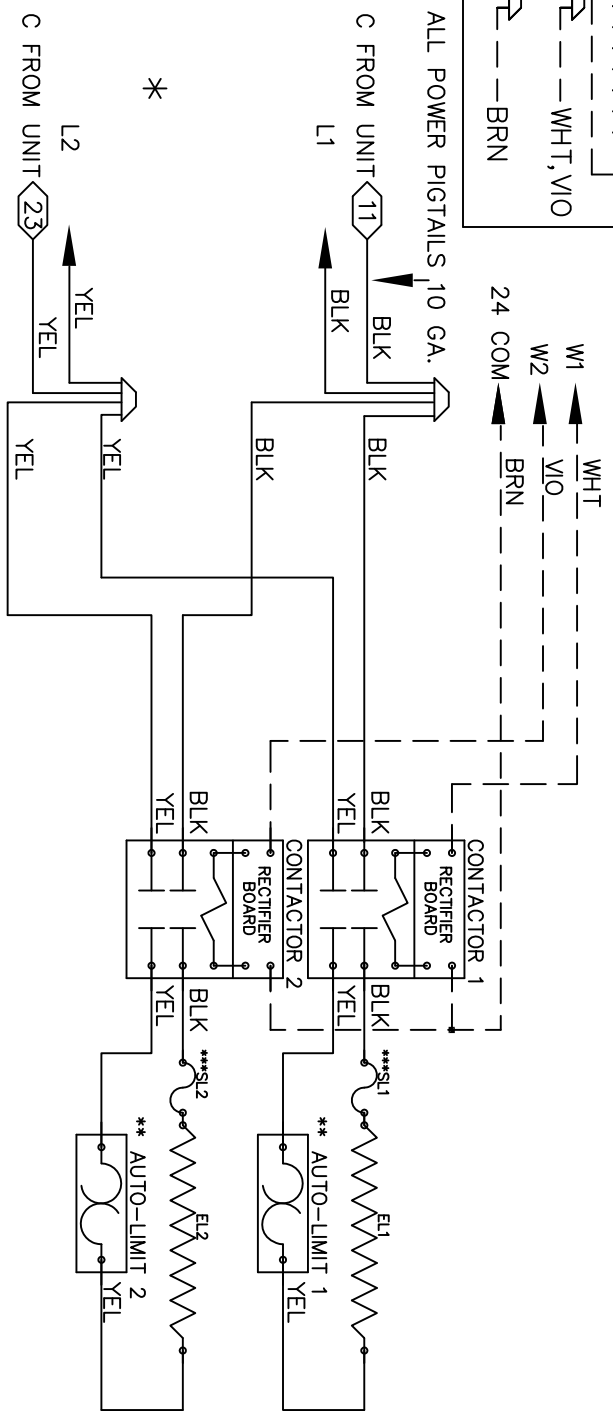 BRN
WHT, VIO
ALL POWER PIGTAILS 10 GA.
24 COM
W2
W1
WHT
VIO
BRN
L1
C FROM UNIT
11
BLK
BLK
BLK
BLK
*
L2
C FROM UNIT
23
YEL
YEL
YEL
YEL
CONTACTOR 1
RECTIFIER
BOARD
BLK
YEL
BLK
YEL
CONTACTOR 2
RECTIFIER
BOARD
BLK
YEL
BLK
YEL
***SL1
EL1
** AUTO-LIMIT 1
YEL
***SL2
EL2
** AUTO-LIMIT 2
YEL